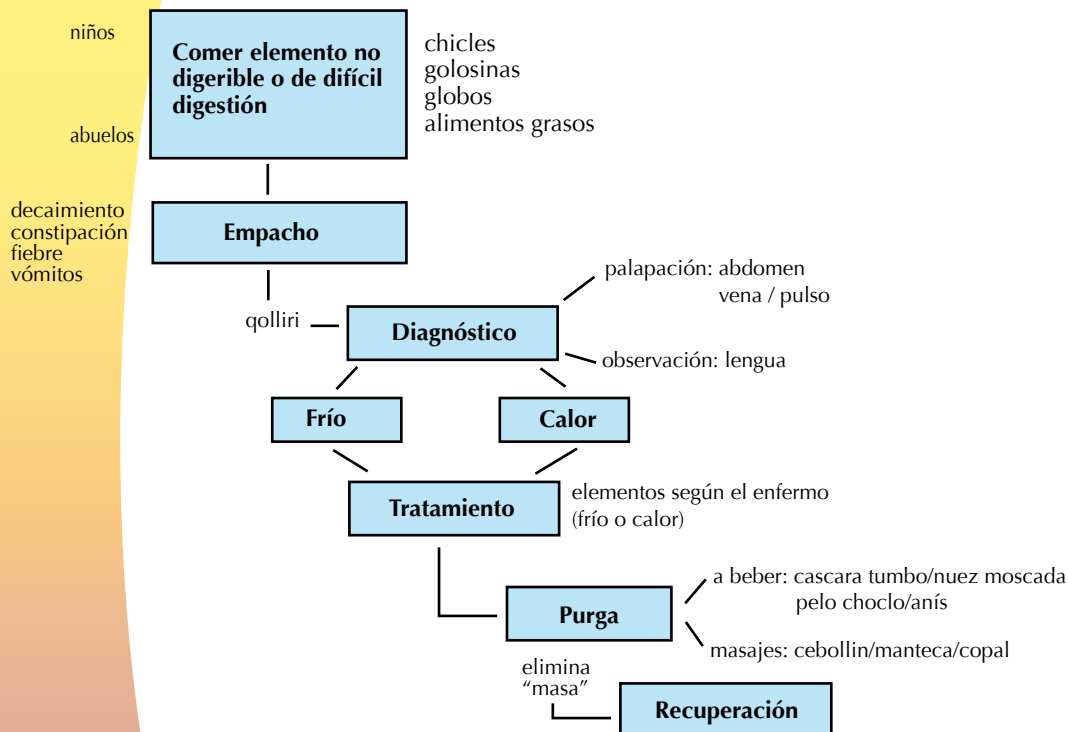 niños
Comer elemento no
digerible o de difícil
digestión
chicles
golosinas
globos
alimentos grasos
abuelos
decaimiento
constipación
fiebre
vómitos
Empacho
qolliri
Diagnóstico
palapación: abdomen
vena / pulso
observación: lengua
Frío
Calor
Tratamiento
elementos según el enfermo
(frío o calor)
Purga
a beber: cascara tumbo/nuez moscada
pelo choclo/anís
masajes: cebollin/manteca/copal
elimina
“masa”
Recuperación